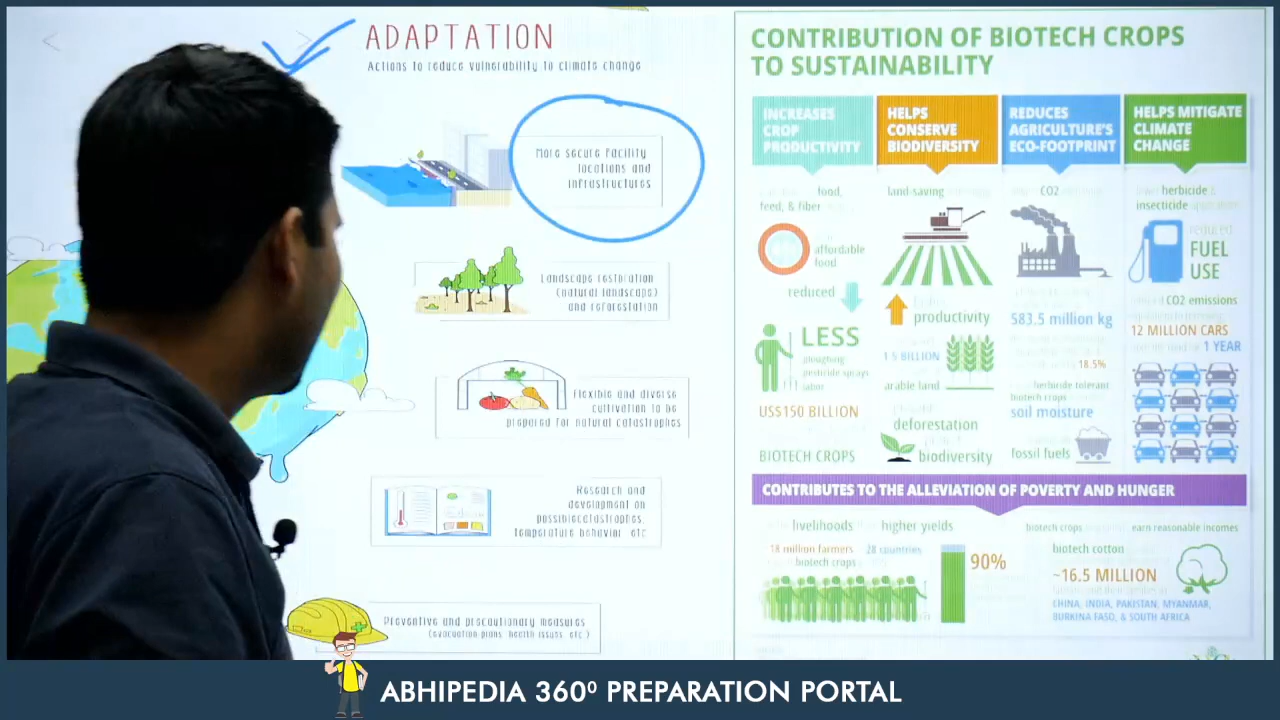 ADAPTATION
Actions to reduce vulnerability to climate change
More secure facility
locations and
infrastructures
Landscape restoration
(natural landscape)
and reforestation
Flexible and diverse
cultivation to be
prepared for natural catastrophes
Research and
development on
possible catastrophes,
temperature behavior, etc
Preventive and precautionary measures
(evacuation plans, health issues, etc.)
CONTRIBUTION OF BIOTECH CROPS
TO SUSTAINABILITY
INCREASES
CROP
PRODUCTIVITY
food,
feed, & fiber
affordable
food
reduced
LESS
ploughing
pesticide sprays
labor
US$150 BILLION
BIOTECH CROPS
HELPS
CONSERVE
BIODIVERSITY
land-saving
productivity
BILLION
arable land
deforestation
biodiversity
REDUCES
AGRICULTURE'S
ECO-FOOTPRINT
CO2
583.5 million kg
18.5%
herbicide tolerant
biotech crops
soil moisture
fossil fuels
HELPS MITIGATE
CLIMATE
CHANGE
herbicide &
insecticide
reduced
FUEL
USE
CO2 emissions
12 MILLION CARS
1 YEAR
CONTRIBUTES TO THE ALLEVIATION OF POVERTY AND HUNGER
livelihoods higher yields
18 million farmers 28 countries
biotech crops
90%
biotech crops earn reasonable incomes
biotech cotton
~16.5 MILLION
CHINA, INDIA, PAKISTAN, MYANMAR,
BURKINA FASO, & SOUTH AFRICA
ABHIPEDIA 360⁰ PREPARATION PORTAL